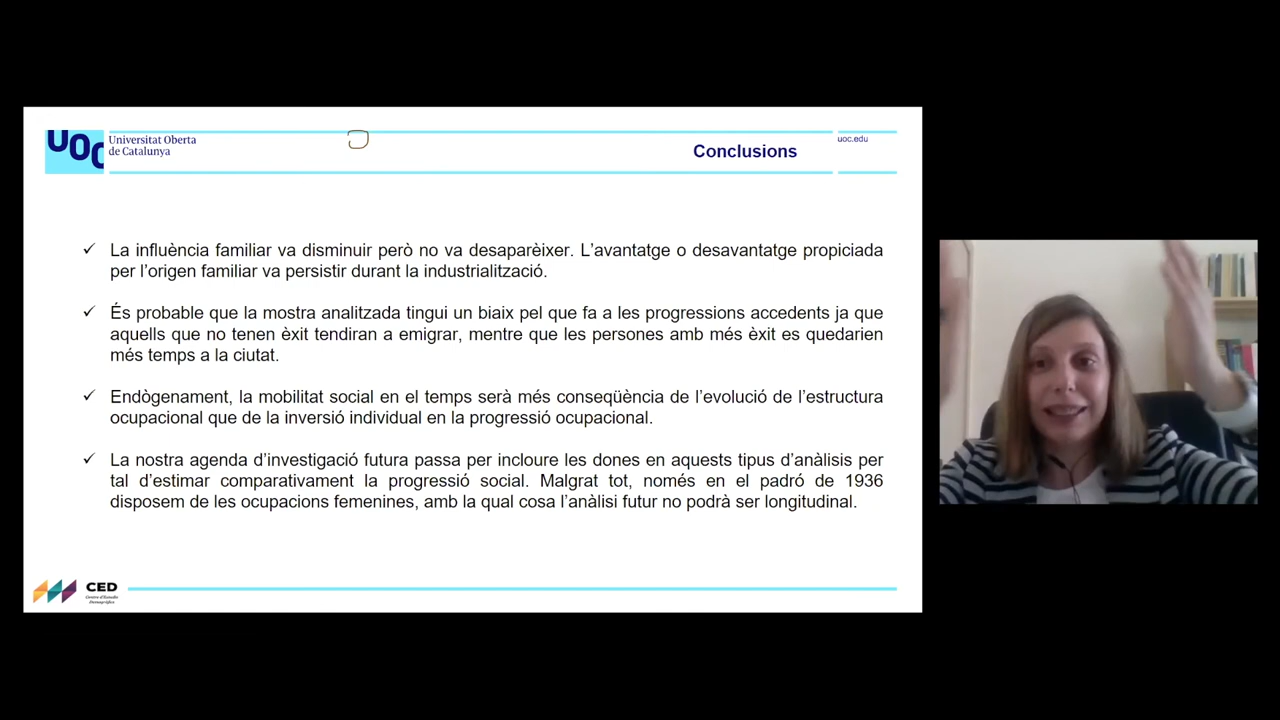 UOC
Universitat Oberta
de Catalunya
Conclusions
uoc.edu
✓ La influència familiar va disminuir però no va desaparèixer. L’avantatge o desavantatge propiciada
per l’origen familiar va persistir durant la industrialització.
✓ És probable que la mostra analitzada tingui un biaix pel que fa a les progressions accedents ja que
aquells que no tenen èxit tendiran a emigrar, mentre que les persones amb més èxit es quedarien
més temps a la ciutat.
✓ Endògenament, la mobilitat social en el temps serà més conseqüència de l’evolució de l’estructura
ocupacional que de la inversió individual en la progressió ocupacional.
✓ La nostra agenda d’investigació futura passa per incloure les dones en aquests tipus d’anàlisis per
tal d’estimar comparativament la progressió social. Malgrat tot, només en el padró de 1936
disposem de les ocupacions femenines, amb la qual cosa l’anàlisi futur no podrà ser longitudinal.
CED
Centre d'Estudis
Demogràfics